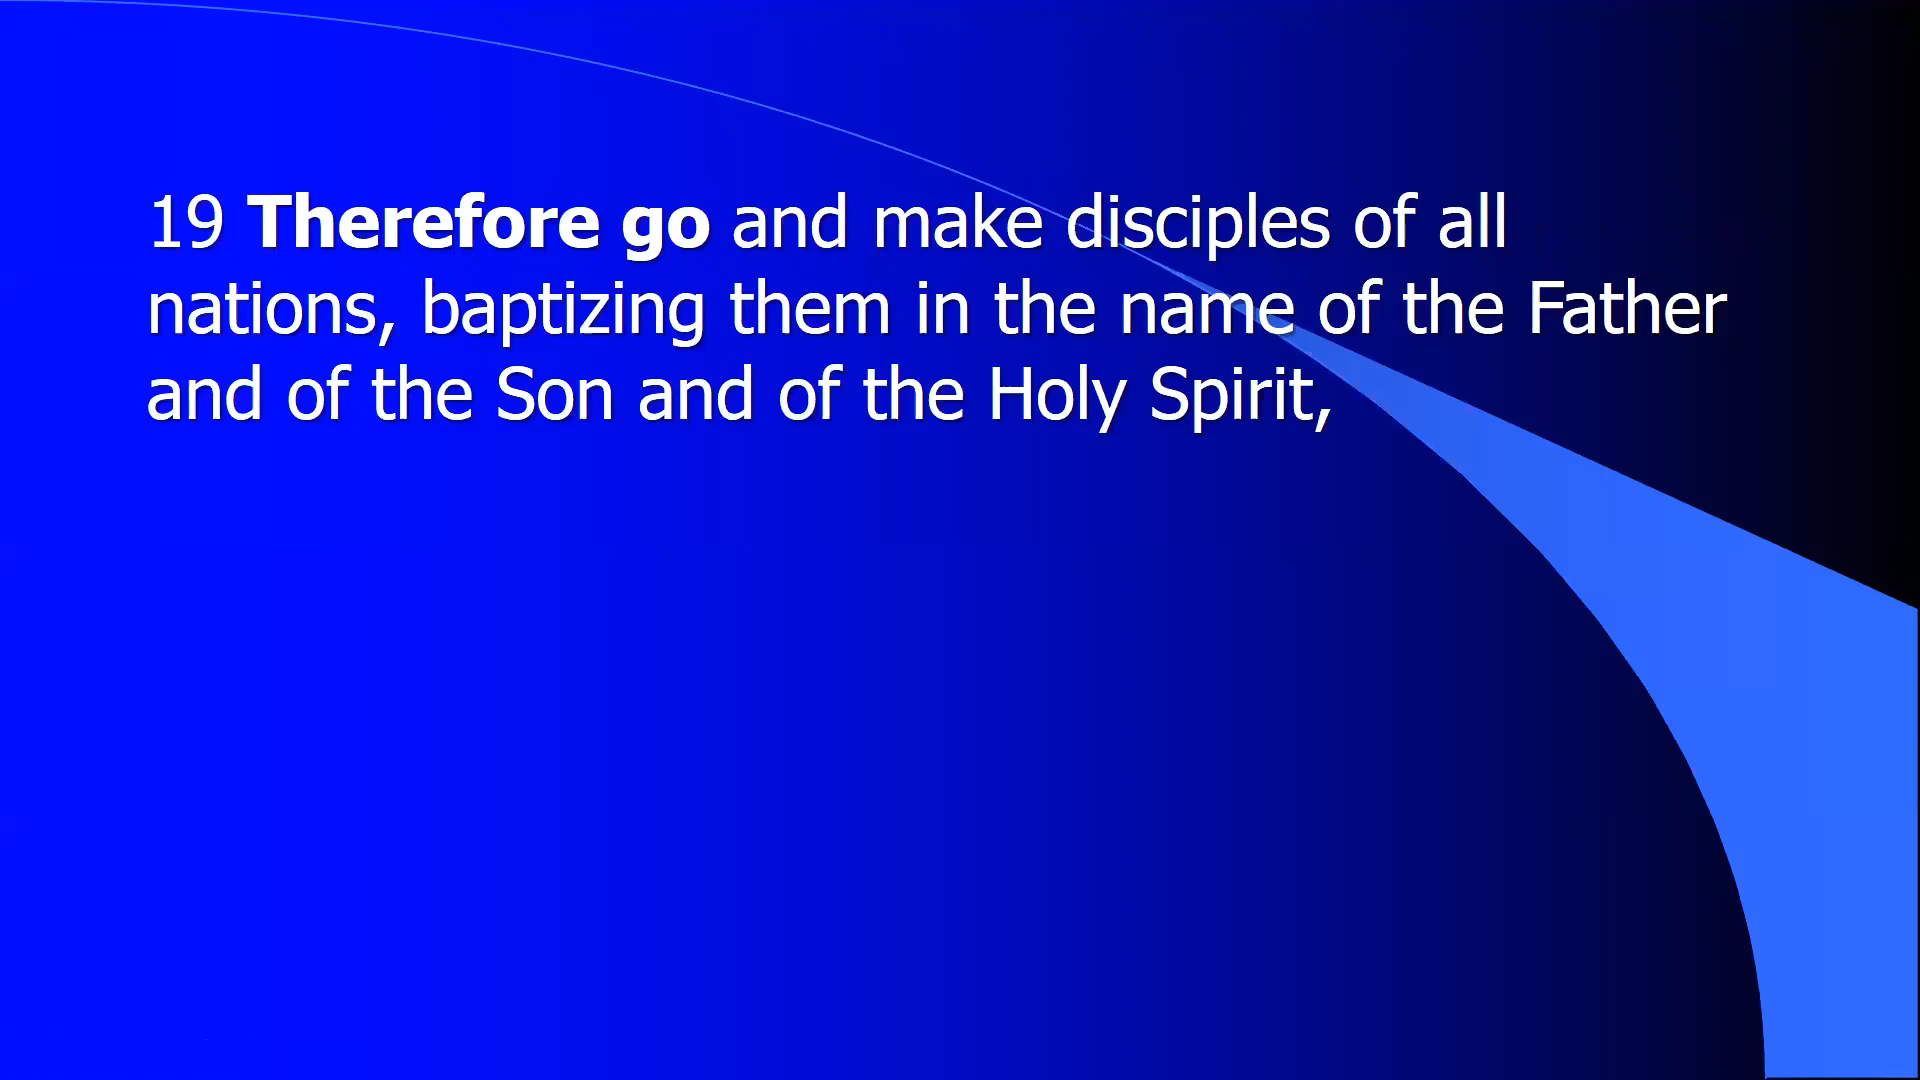 19 Therefore go and make disciples of all
nations, baptizing them in the name of the Father
and of the Son and of the Holy Spirit,